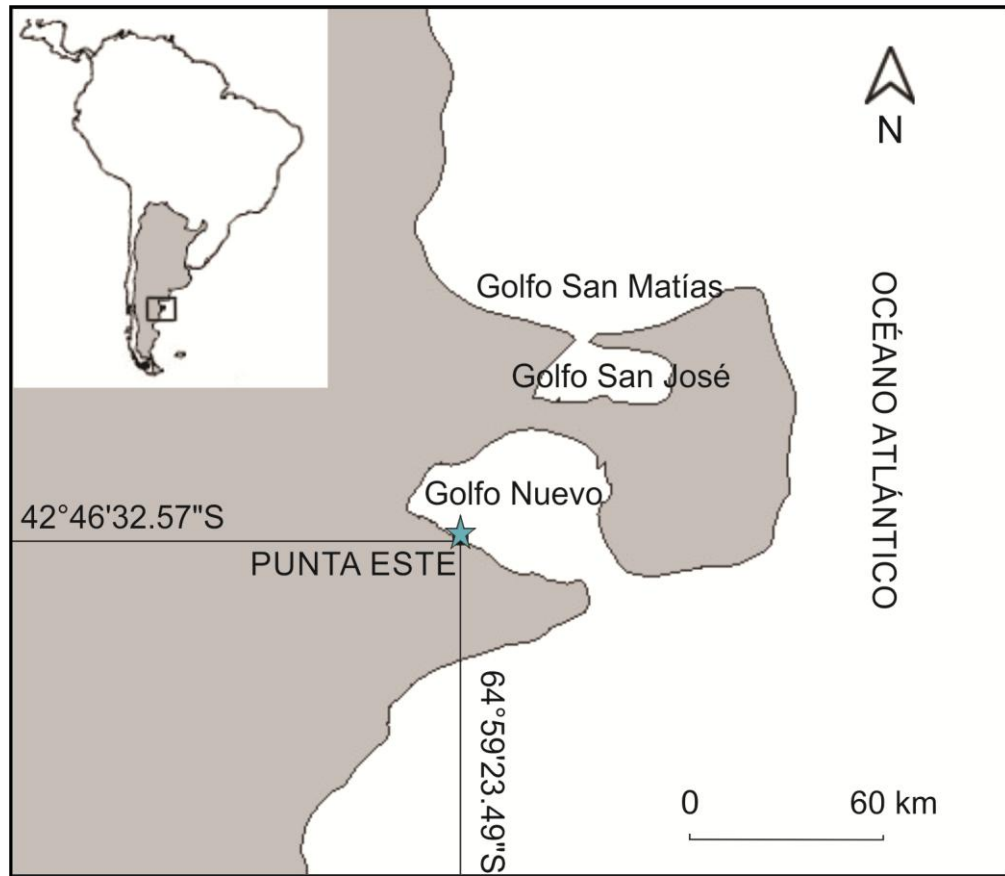 N
Golfo San Matías
OCÉANO ATLÁNTICO
Golfo San José
Golfo Nuevo
42°46'32.57"S
PUNTA ESTE
64°59'23.49"S
0 60 km